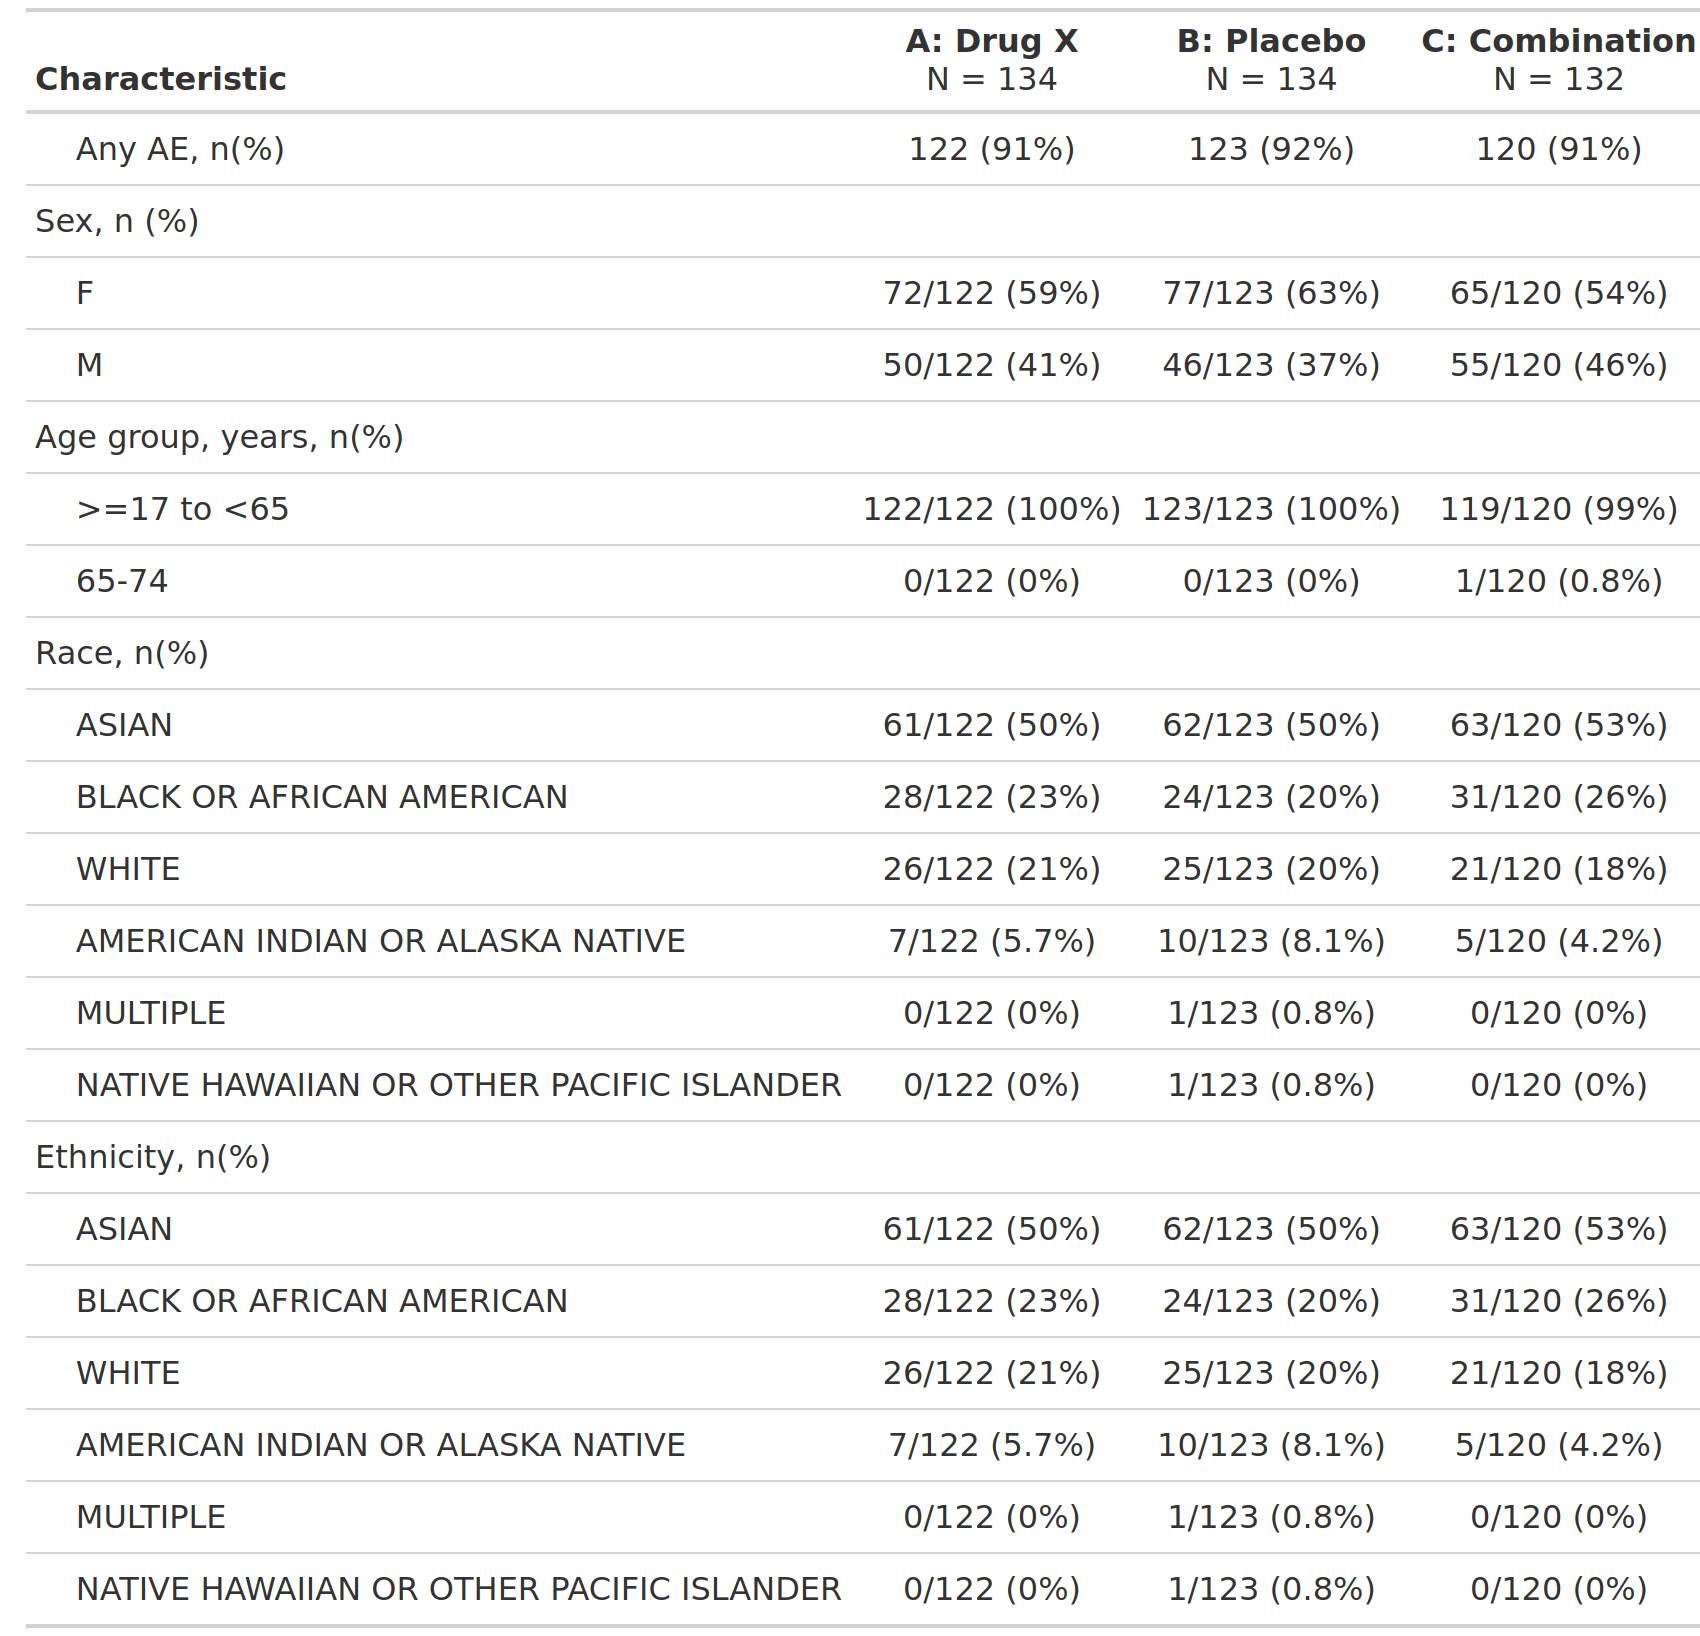 Characteristic A: Drug X B: Placebo C: Combination
N = 134 N = 134 N = 132
Any AE, n(%) 122 (91%) 123 (92%) 120 (91%)
Sex, n (%)
F 72/122 (59%) 77/123 (63%) 65/120 (54%)
M 50/122 (41%) 46/123 (37%) 55/120 (46%)
Age group, years, n(%)
>=17 to <65 122/122 (100%) 123/123 (100%) 119/120 (99%)
65-74 0/122 (0%) 0/123 (0%) 1/120 (0.8%)
Race, n(%)
ASIAN 61/122 (50%) 62/123 (50%) 63/120 (53%)
BLACK OR AFRICAN AMERICAN 28/122 (23%) 24/123 (20%) 31/120 (26%)
WHITE 26/122 (21%) 25/123 (20%) 21/120 (18%)
AMERICAN INDIAN OR ALASKA NATIVE 7/122 (5.7%) 10/123 (8.1%) 5/120 (4.2%)
MULTIPLE 0/122 (0%) 1/123 (0.8%) 0/120 (0%)
NATIVE HAWAIIAN OR OTHER PACIFIC ISLANDER 0/122 (0%) 1/123 (0.8%) 0/120 (0%)
Ethnicity, n(%)
ASIAN 61/122 (50%) 62/123 (50%) 63/120 (53%)
BLACK OR AFRICAN AMERICAN 28/122 (23%) 24/123 (20%) 31/120 (26%)
WHITE 26/122 (21%) 25/123 (20%) 21/120 (18%)
AMERICAN INDIAN OR ALASKA NATIVE 7/122 (5.7%) 10/123 (8.1%) 5/120 (4.2%)
MULTIPLE 0/122 (0%) 1/123 (0.8%) 0/120 (0%)
NATIVE HAWAIIAN OR OTHER PACIFIC ISLANDER 0/122 (0%) 1/123 (0.8%) 0/120 (0%)